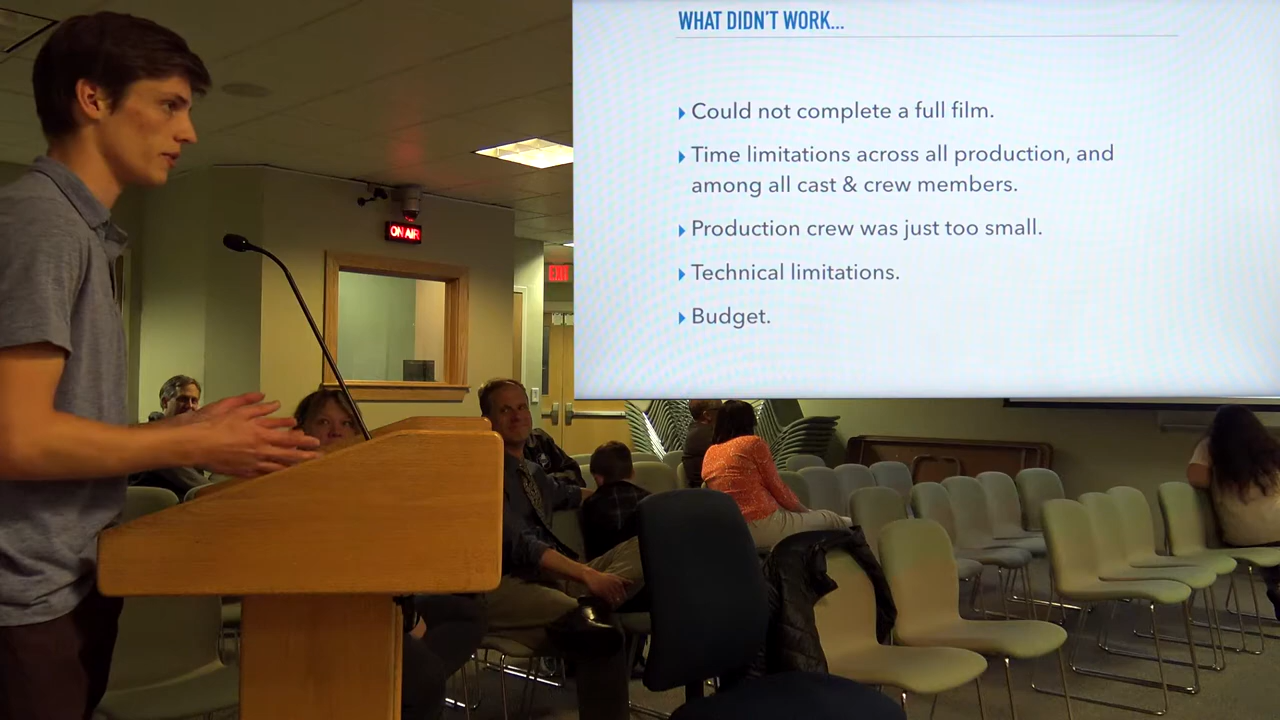 WHAT DIDN'T WORK...
Could not complete a full film.
Time limitations across all production, and
among all cast & crew members.
Production crew was just too small.
Technical limitations.
Budget.
ON AIR
EXIT